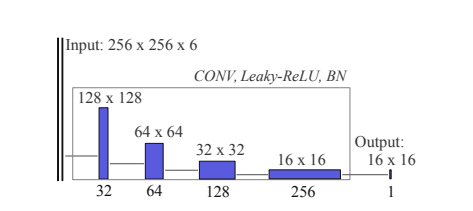 Input: 256 x 256 x 6
CONV, Leaky-ReLU, BN
128 x 128
64 x 64
32 x 32
16 x 16
Output:
16 x 16
32
64
128
256
1